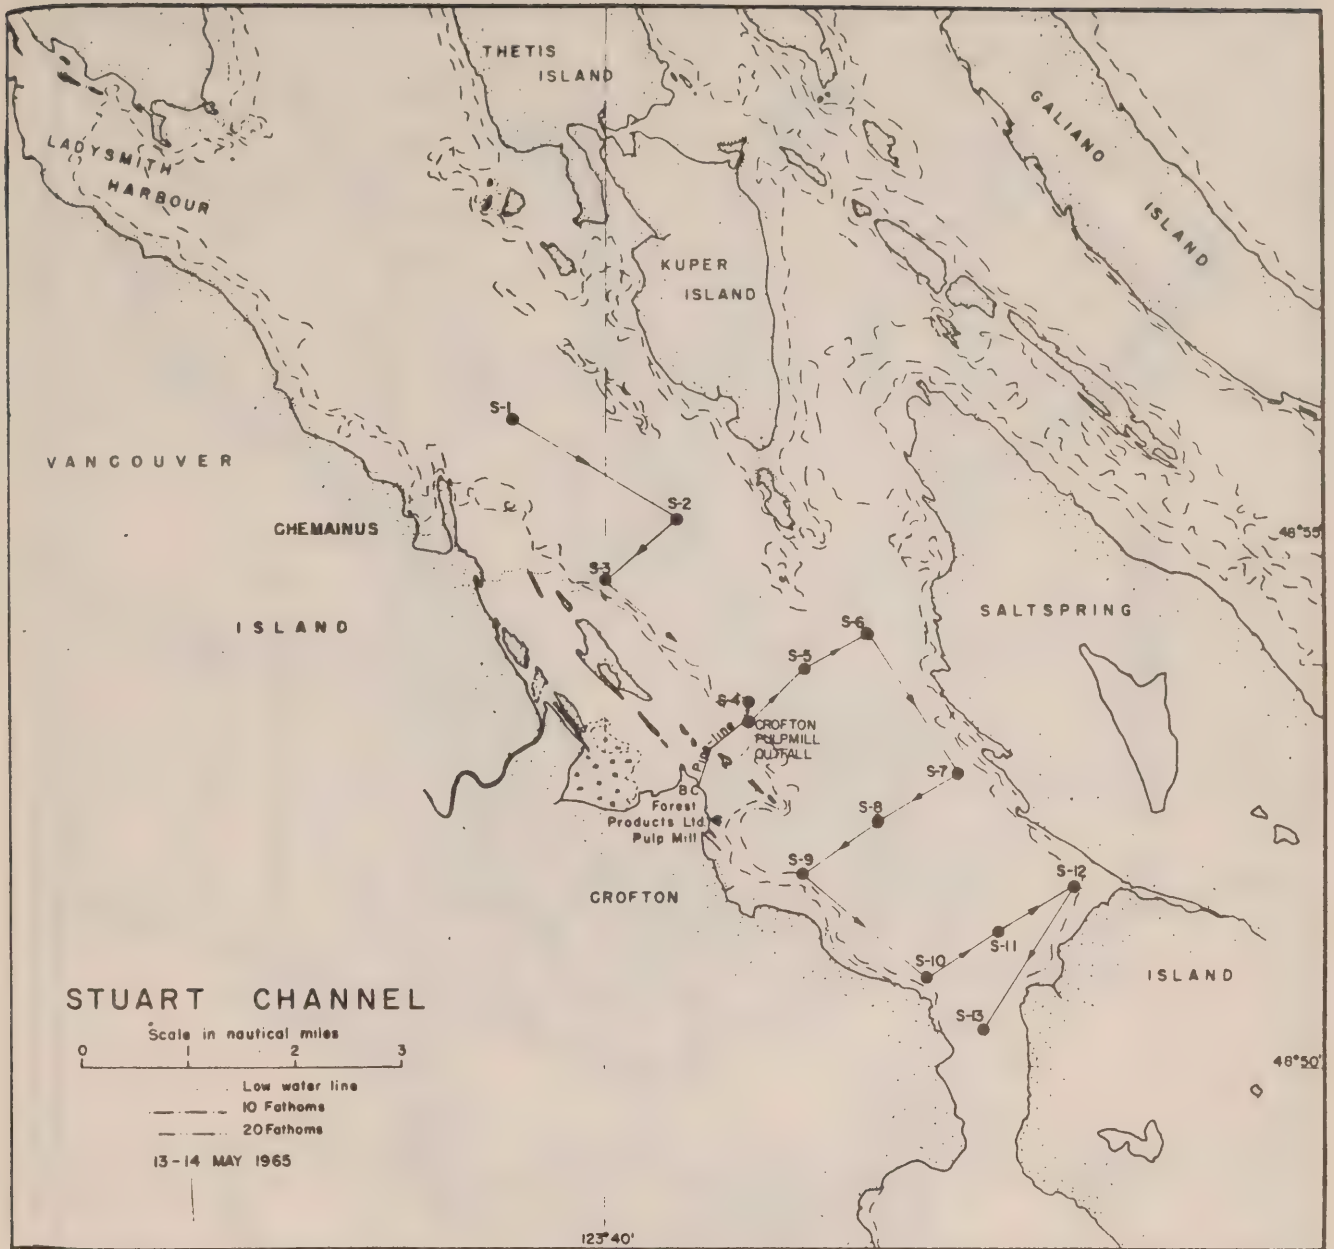 THETIS
ISLAND
GALIANO
ISLAND
LADYSMITH
HARBOUR
KUPER
ISLAND
S-1
VANCOUVER
S-2
CHEMAINUS
48°55'
S-3
SALTSPRING
ISLAND
S-6
S-5
S-4
CROFTON
PULPMILL
OUTFALL
Pipe-line
S-7
BC
Forest
Products Ltd.
Pulp Mill
S-8
S-9
S-12
CROFTON
S-11
S-10
ISLAND
S-13
STUART CHANNEL
Scale in nautical miles
0 1 2 3
48°50'
Low water line
10 Fathoms
20 Fathoms
13-14 MAY 1965
123°40'